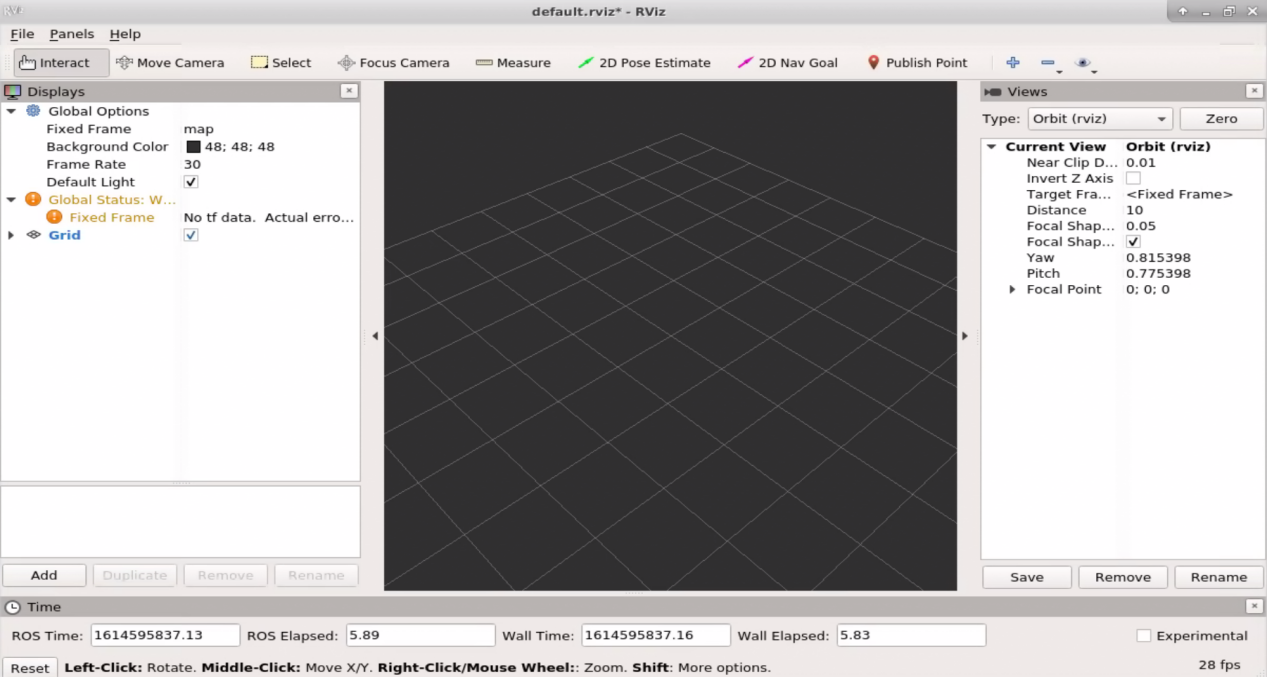 default.rviz* - RViz
File Panels Help
Interact Move Camera Select Focus Camera Measure 2D Pose Estimate 2D Nav Goal Publish Point
Displays
Global Options
Fixed Frame map
Background Color 48; 48; 48
Frame Rate 30
Default Light
Global Status: W...
Fixed Frame No tf data. Actual erro...
Grid
Add Duplicate Remove Rename
Views
Type: Orbit (rviz) Zero
Current View Orbit (rviz)
Near Clip D... 0.01
Invert Z Axis
Target Fra... <Fixed Frame>
Distance 10
Focal Shap... 0.05
Focal Shap...
Yaw 0.815398
Pitch 0.775398
Focal Point 0; 0; 0
Save Remove Rename
Time
ROS Time: 1614595837.13 ROS Elapsed: 5.89 Wall Time: 1614595837.16 Wall Elapsed: 5.83 Experimental
Reset Left-Click: Rotate. Middle-Click: Move X/Y. Right-Click/Mouse Wheel:: Zoom. Shift: More options. 28 fps